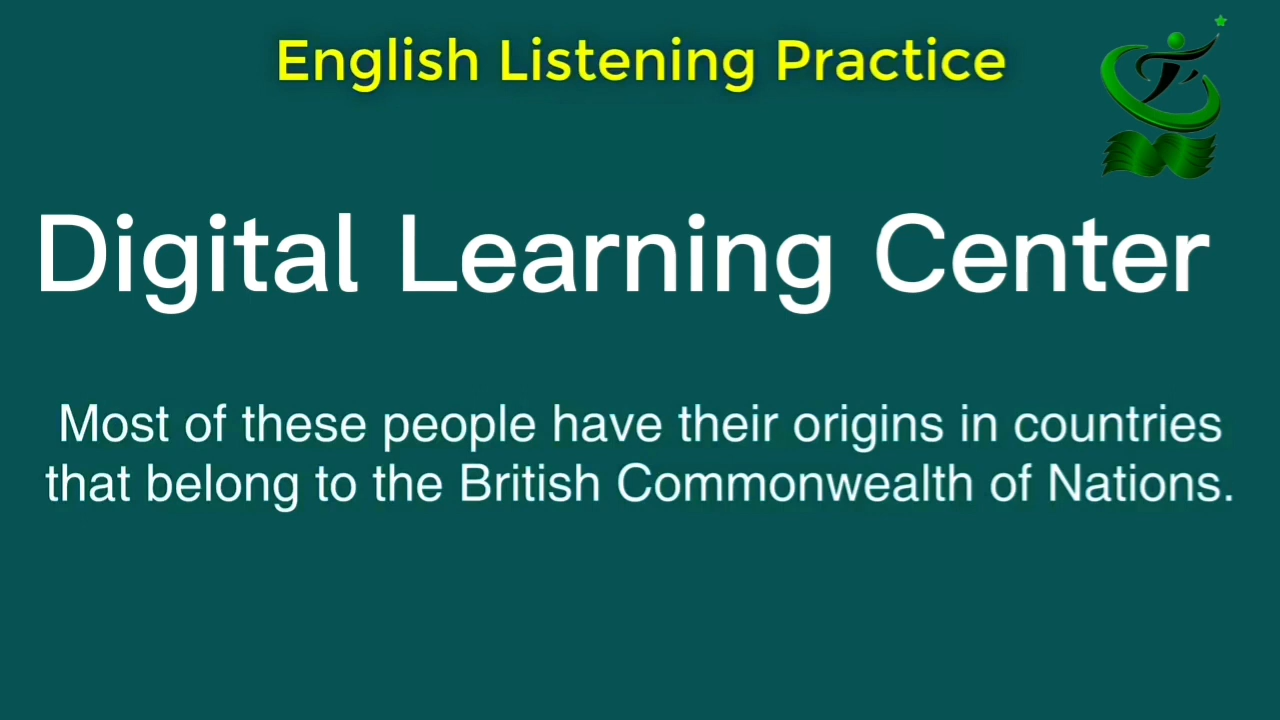 English Listening Practice
Digital Learning Center
Most of these people have their origins in countries
that belong to the British Commonwealth of Nations.